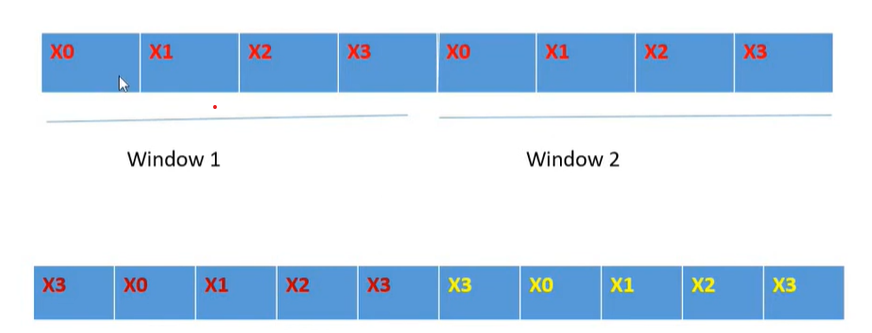 X0 X1 X2 X3 X0 X1 X2 X3
Window 1 Window 2
X3 X0 X1 X2 X3 X3 X0 X1 X2 X3